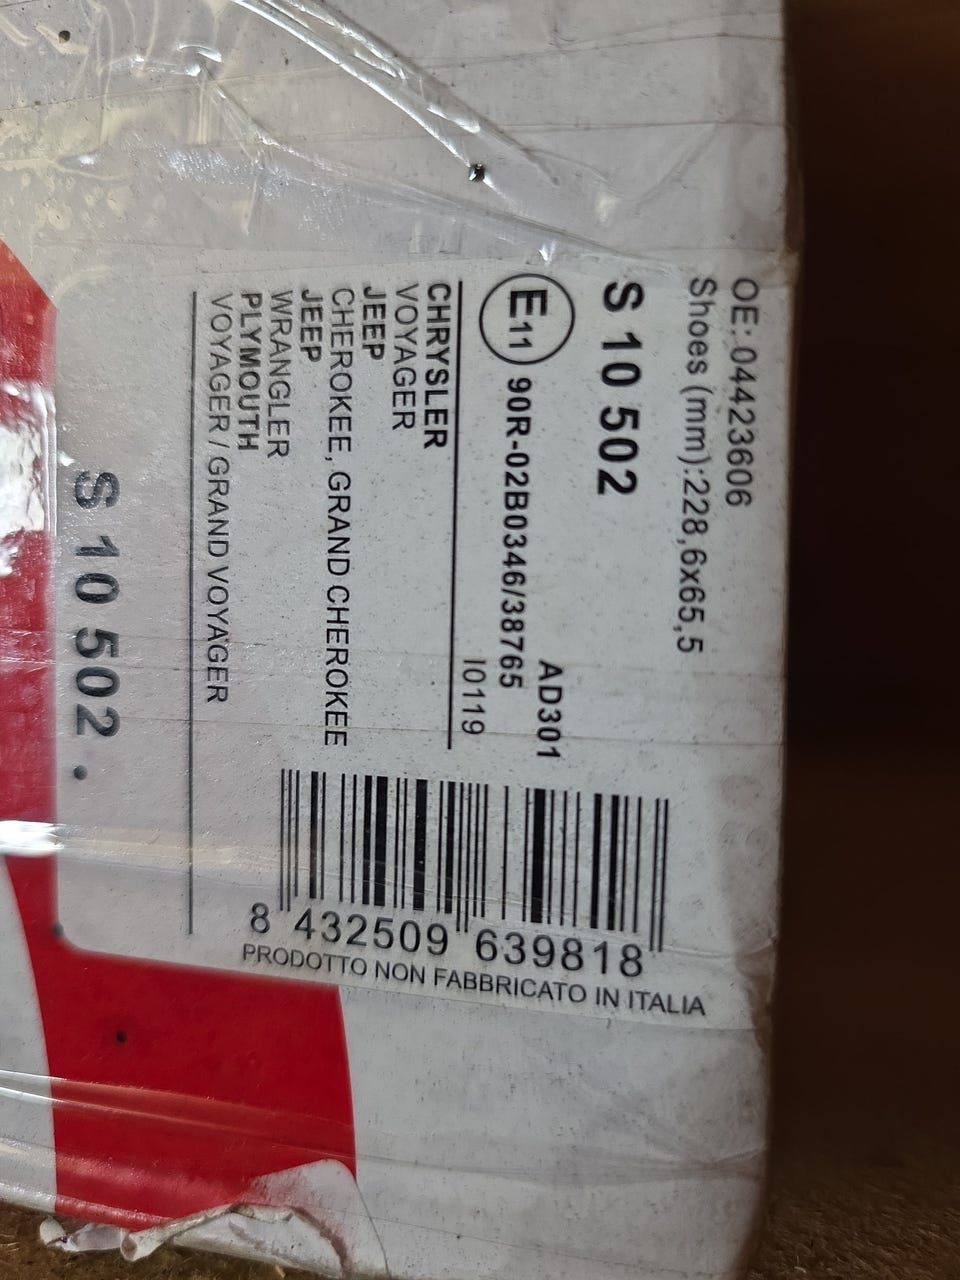 OE: 04423606
Shoes (mm):228,6x65,5
S 10 502
AD301
E11 90R-02B0346/38765
I0119
CHRYSLER
VOYAGER
JEEP
CHEROKEE, GRAND CHEROKEE
JEEP
WRANGLER
PLYMOUTH
VOYAGER / GRAND VOYAGER
8 432509 639818
PRODOTTO NON FABBRICATO IN ITALIA
S 10 502 .